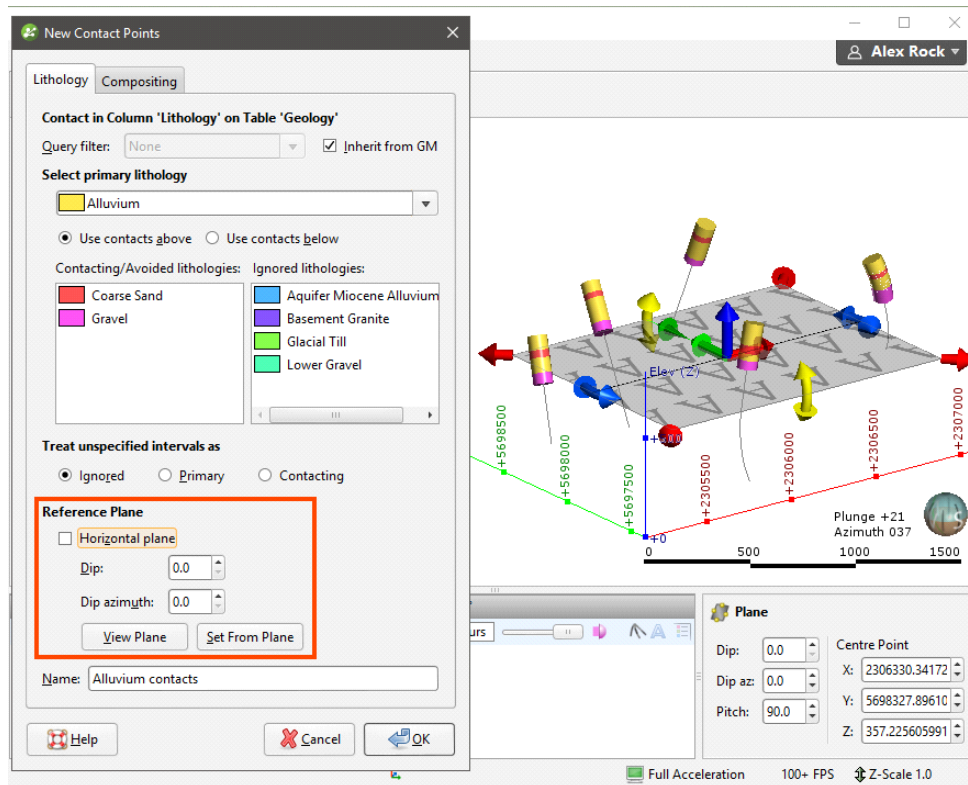 New Contact Points
Alex Rock
Lithology Compositing
Contact in Column 'Lithology' on Table 'Geology'
Query filter: None Inherit from GM
Select primary lithology
Alluvium
Use contacts above Use contacts below
Contacting/Avoided lithologies: Ignored lithologies:
Coarse Sand Aquifer Miocene Alluvium
Gravel Basement Granite
Glacial Till
Lower Gravel
Treat unspecified intervals as
Ignored Primary Contacting
Reference Plane
Horizontal plane
Dip: 0.0
Dip azimuth: 0.0
View Plane Set From Plane
Name: Alluvium contacts
Help Cancel OK
Elev (Z)
+5698500
+5698000
+5697500
+0
+2305500
+2306000
+2306500
+2307000
Plunge +21
Azimuth 037
0 500 1000 1500
urs
Plane
Dip: 0.0
Dip az: 0.0
Pitch: 90.0
Centre Point
X: 2306330.34172
Y: 5698327.89610
Z: 357.225605991
Full Acceleration 100+ FPS Z-Scale 1.0